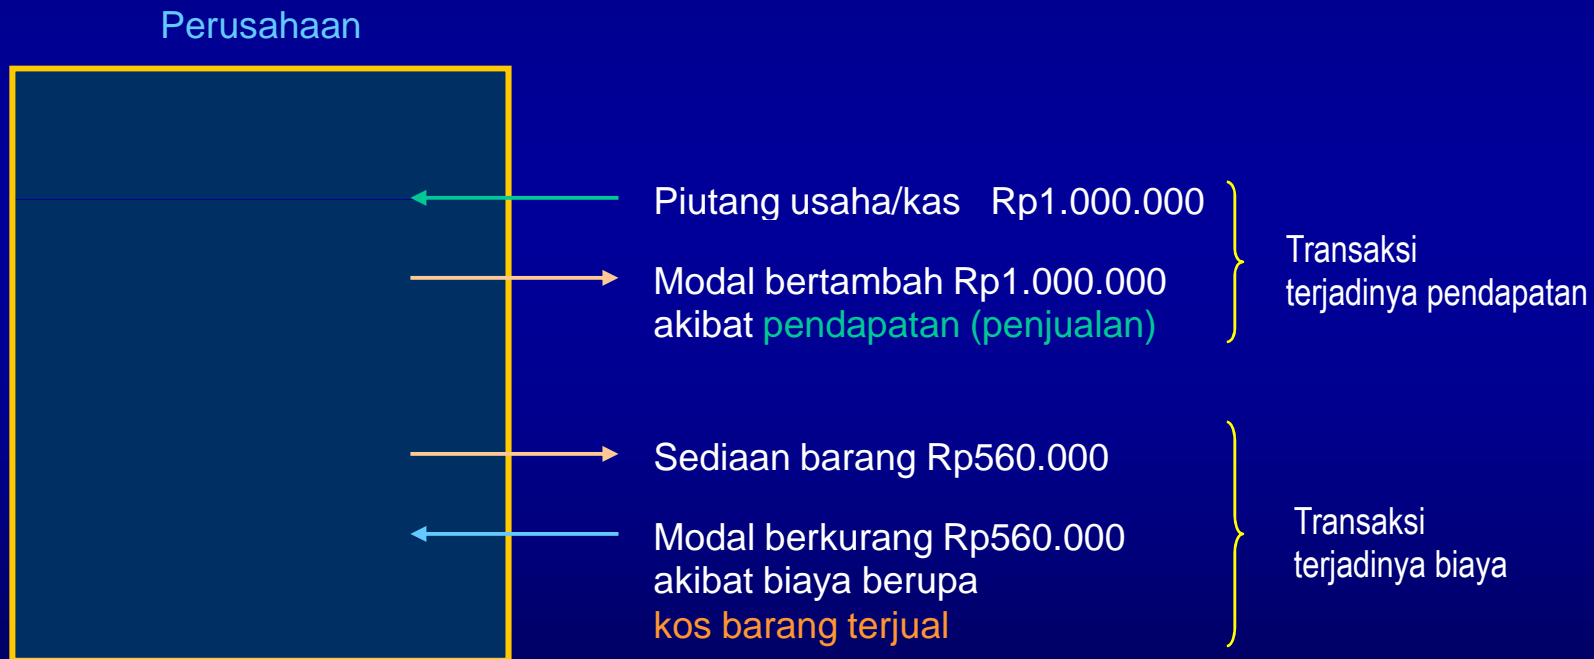 Perusahaan
Piutang usaha/kas Rp1.000.000
Modal bertambah Rp1.000.000
akibat pendapatan (penjualan)
Transaksi
terjadinya pendapatan
Sediaan barang Rp560.000
Modal berkurang Rp560.000
akibat biaya berupa
kos barang terjual
Transaksi
terjadinya biaya